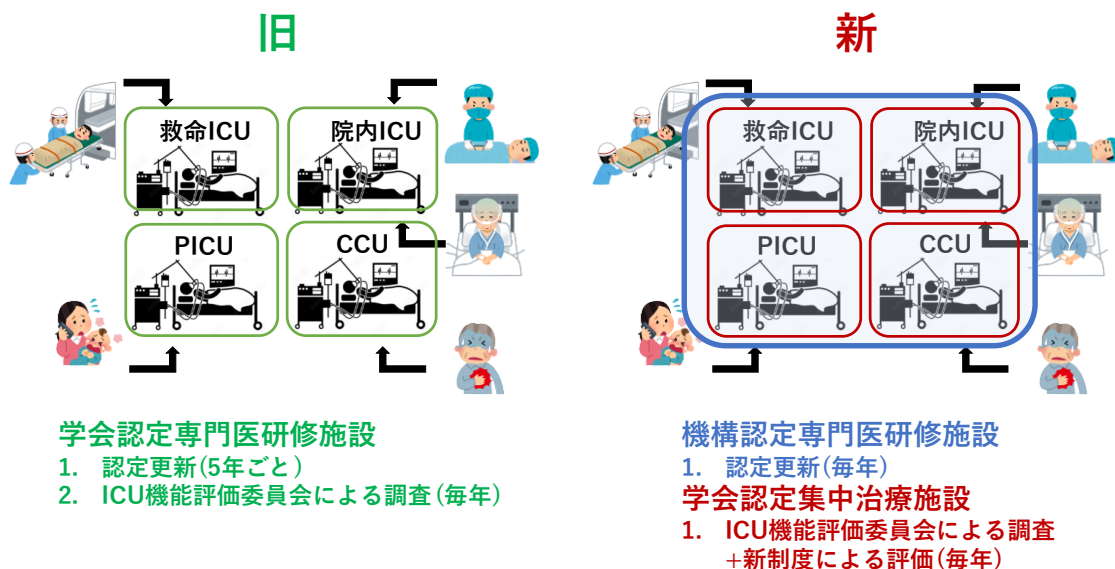 旧
救命ICU
院内ICU
PICU
CCU
学会認定専門医研修施設
1. 認定更新(5年ごと)
2. ICU機能評価委員会による調査(毎年)
新
救命ICU
院内ICU
PICU
CCU
機構認定専門医研修施設
1. 認定更新(毎年)
学会認定集中治療施設
1. ICU機能評価委員会による調査
+新制度による評価(毎年)